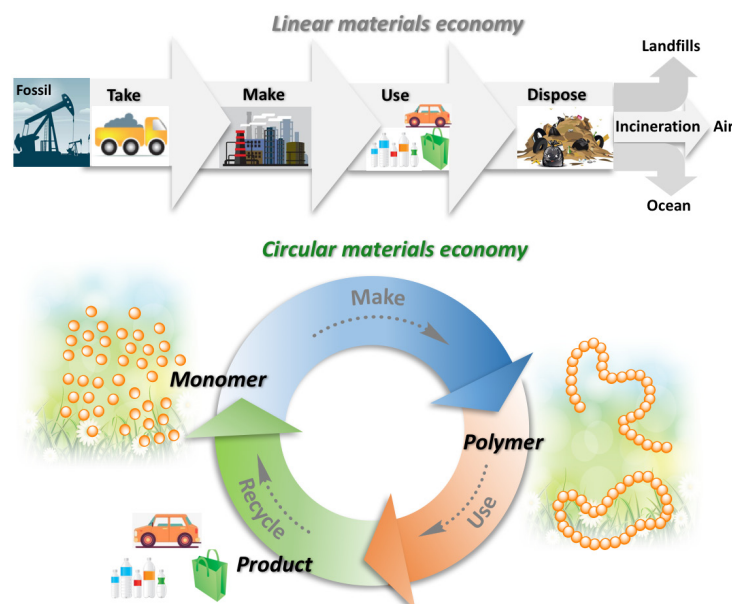 Linear materials economy
Landfills
Fossil
Take
Make
Use
Dispose
Incineration
Air
Ocean
Circular materials economy
Make
Monomer
Polymer
Use
Recycle
Product